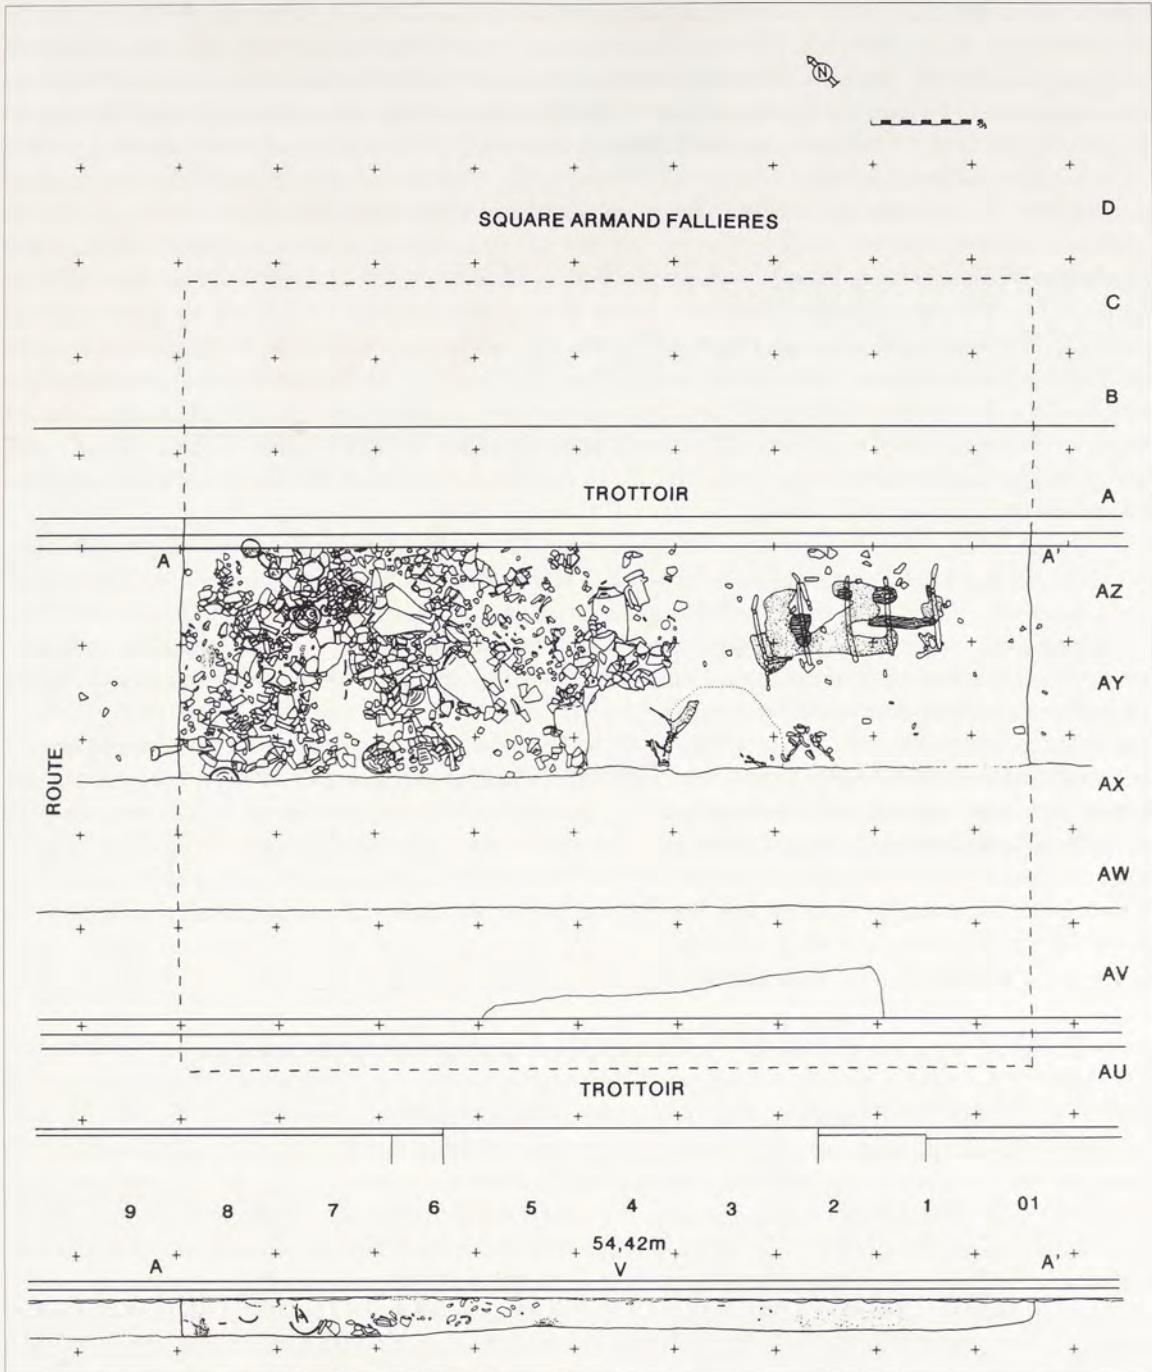 N
D
SQUARE ARMAND FALLIERES
C
B
TROTTOIR
A
A
A'
AZ
AY
ROUTE
AX
AW
AV
AU
TROTTOIR
9 8 7 6 5 4 3 2 1 01
54,42m
A
V
A'